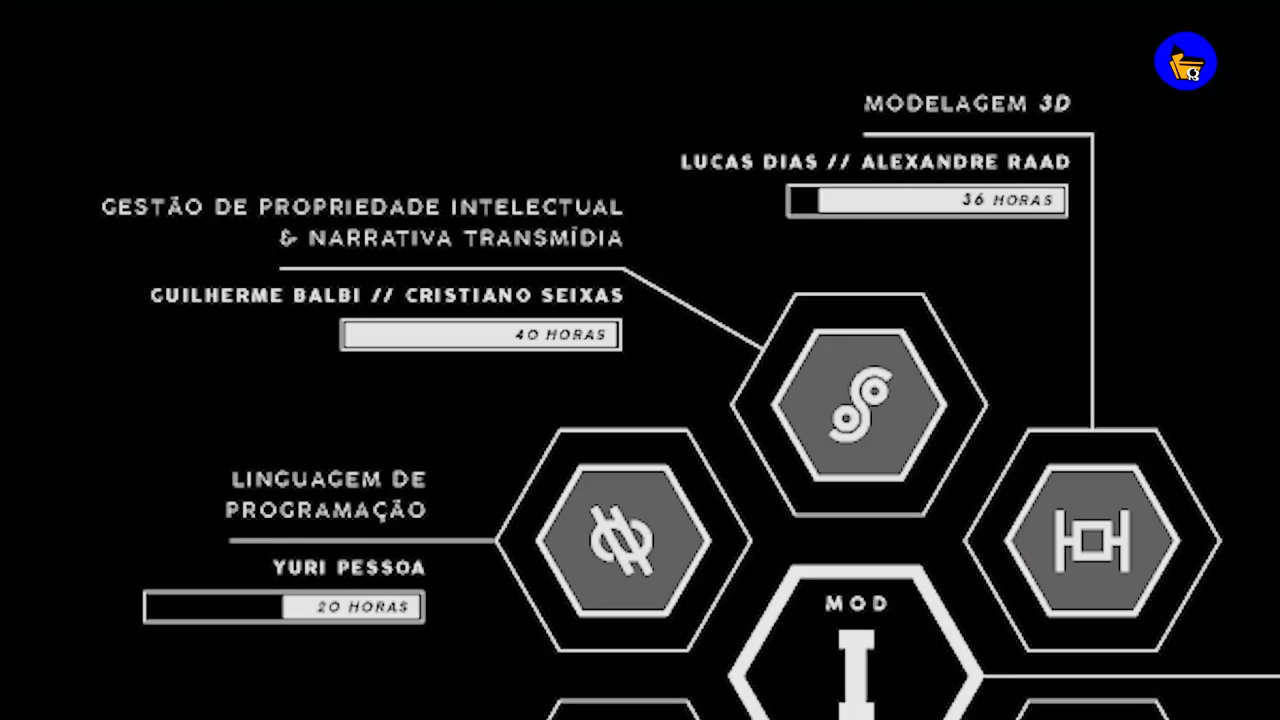 MODELAGEM 3D
LUCAS DIAS // ALEXANDRE RAAD
36 HORAS
GESTÃO DE PROPRIEDADE INTELECTUAL
& NARRATIVA TRANSMÍDIA
GUILHERME BALBI // CRISTIANO SEIXAS
40 HORAS
LINGUAGEM DE
PROGRAMAÇÃO
YURI PESSOA
20 HORAS
MOD
I